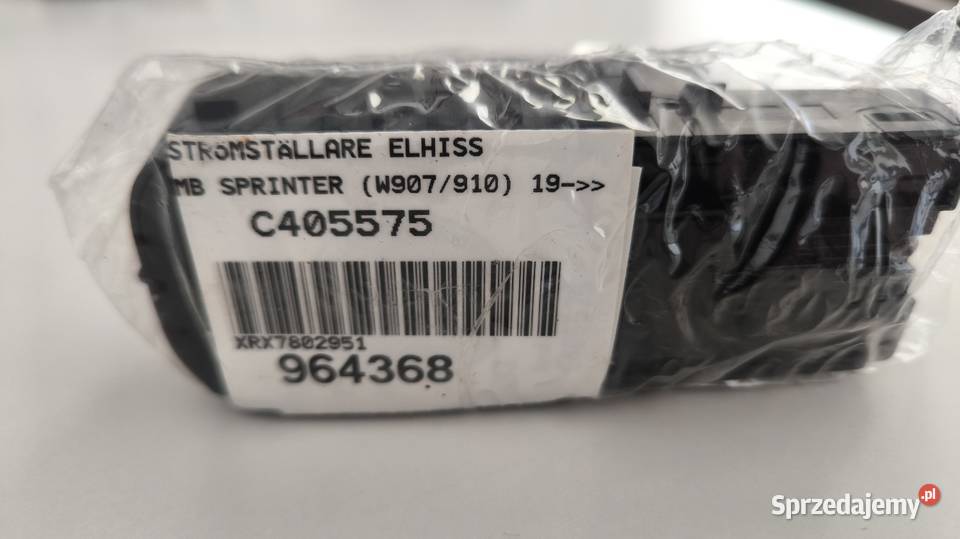 STRÖMSTÄLLARE ELHISS
MB SPRINTER (W907/910) 19->>
C405575
XRX7802951
964368
Sprzedajemy.pl